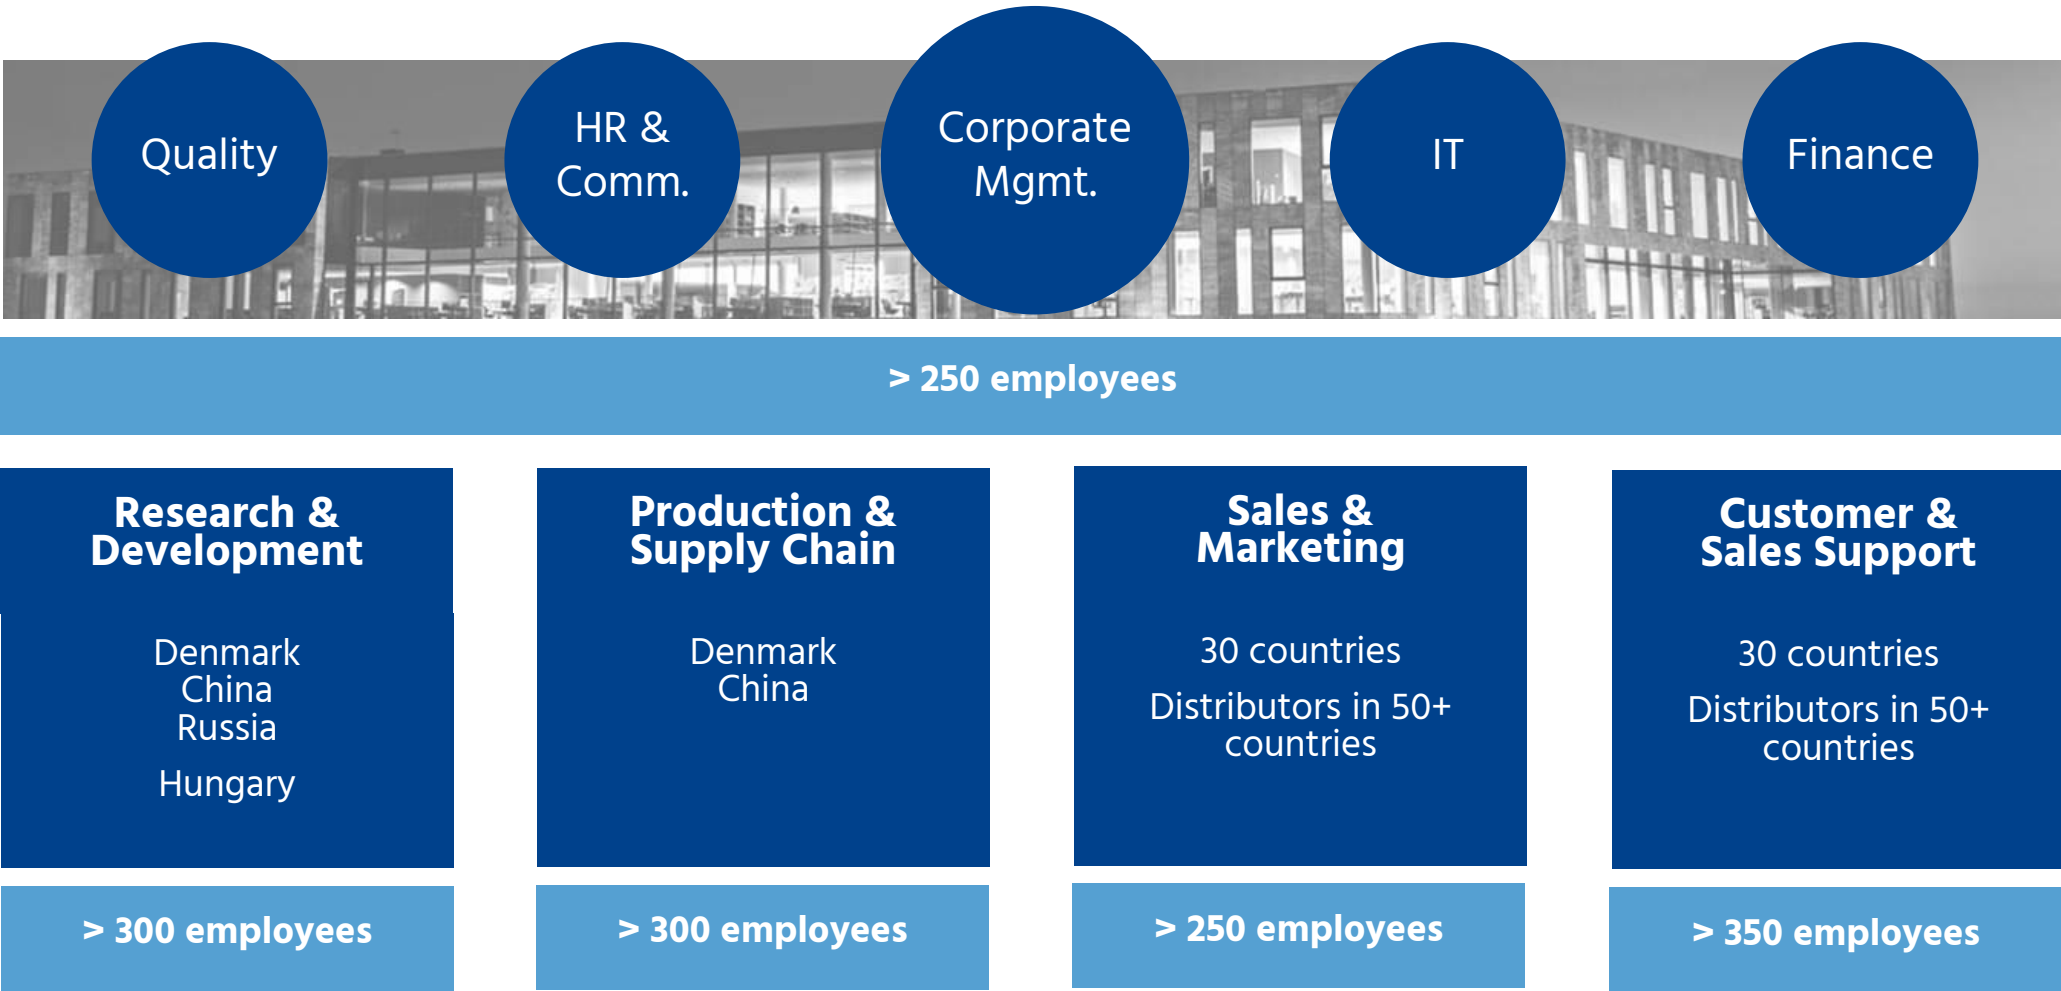 Quality
HR &
Comm.
Corporate
Mgmt.
IT
Finance
> 250 employees
Research &
Development
Denmark
China
Russia
Hungary
> 300 employees
Production &
Supply Chain
Denmark
China
> 300 employees
Sales &
Marketing
30 countries
Distributors in 50+
countries
> 250 employees
Customer &
Sales Support
30 countries
Distributors in 50+
countries
> 350 employees